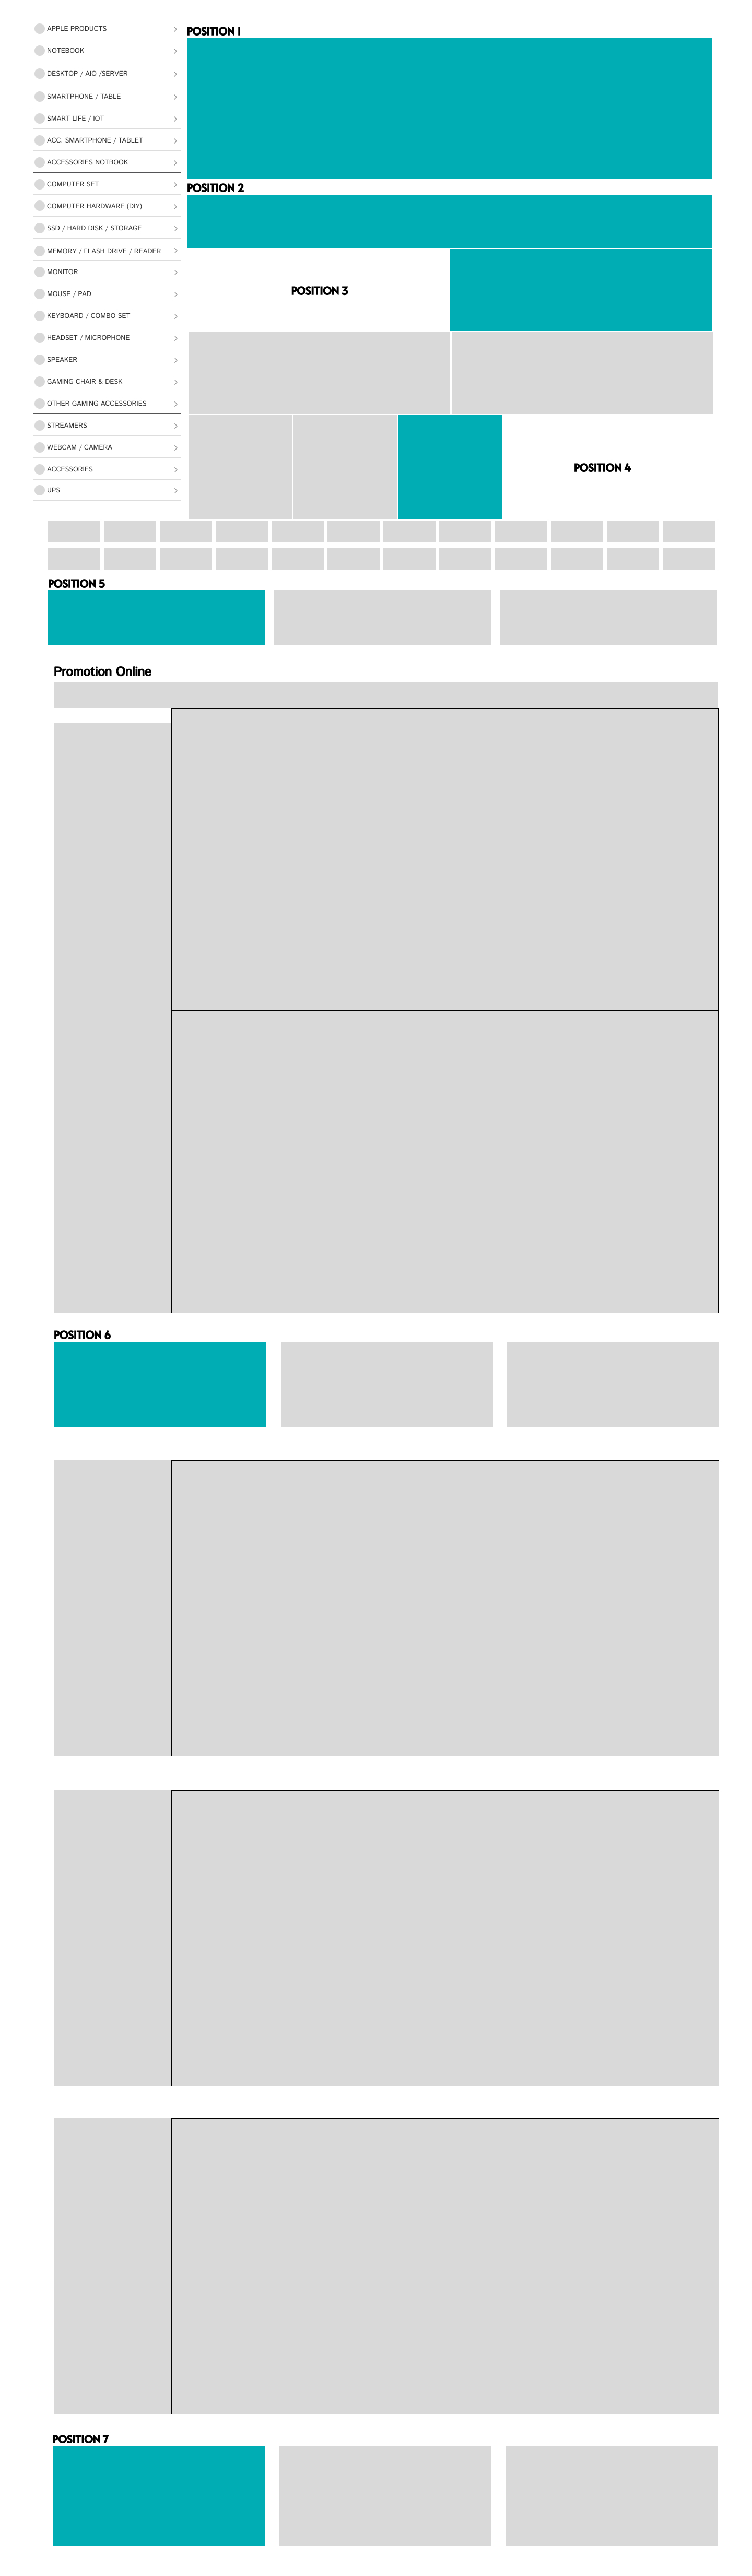 APPLE PRODUCTS
NOTEBOOK
DESKTOP / AIO /SERVER
SMARTPHONE / TABLE
SMART LIFE / IOT
ACC. SMARTPHONE / TABLET
ACCESSORIES NOTBOOK
COMPUTER SET
COMPUTER HARDWARE (DIY)
SSD / HARD DISK / STORAGE
MEMORY / FLASH DRIVE / READER
MONITOR
MOUSE / PAD
KEYBOARD / COMBO SET
HEADSET / MICROPHONE
SPEAKER
GAMING CHAIR & DESK
OTHER GAMING ACCESSORIES
STREAMERS
WEBCAM / CAMERA
ACCESSORIES
UPS
POSITION 1
POSITION 2
POSITION 3
POSITION 4
POSITION 5
Promotion Online
POSITION 6
POSITION 7